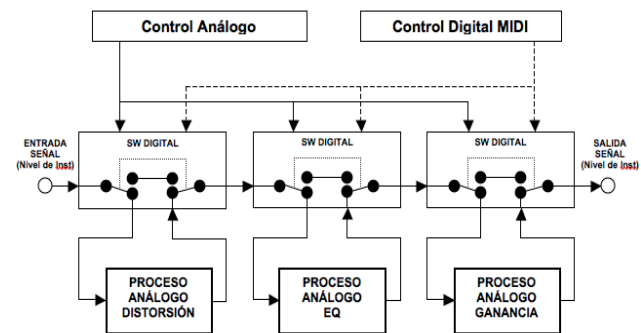 Control Análogo
Control Digital MIDI
ENTRADA
SEÑAL
(Nivel de Inst)
SW DIGITAL
SW DIGITAL
SW DIGITAL
SALIDA
SEÑAL
(Nivel de Inst)
PROCESO
ANÁLOGO
DISTORSIÓN
PROCESO
ANÁLOGO
EQ
PROCESO
ANÁLOGO
GANANCIA